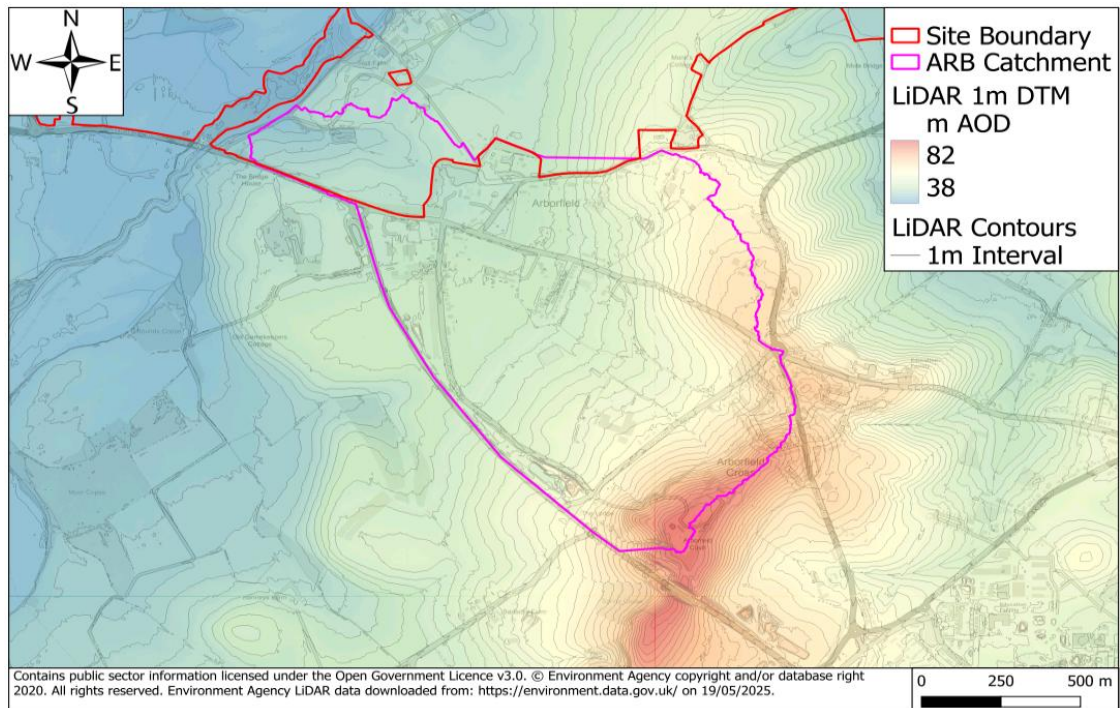 N
W E
S
Site Boundary
ARB Catchment
LiDAR 1m DTM
m AOD
82
38
LiDAR Contours
1m Interval
The Bridge
House
Arborfield
Arborfield
Cross
Contains public sector information licensed under the Open Government Licence v3.0. © Environment Agency copyright and/or database right
2020. All rights reserved. Environment Agency LiDAR data downloaded from: https://environment.data.gov.uk/ on 19/05/2025.
0 250 500 m